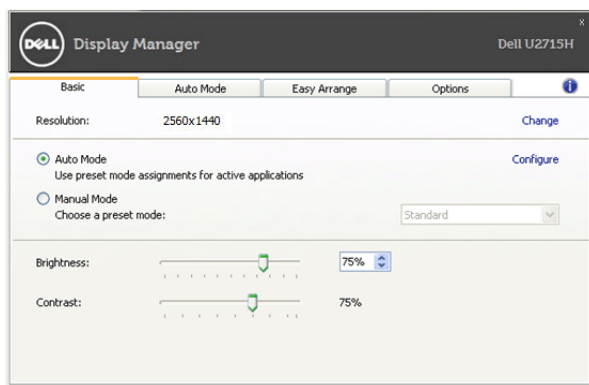 x
DELL Display Manager Dell U2715H
Basic Auto Mode Easy Arrange Options i
Resolution: 2560x1440 Change
Auto Mode Configure
Use preset mode assignments for active applications
Manual Mode
Choose a preset mode: Standard
Brightness: 75%
Contrast: 75%